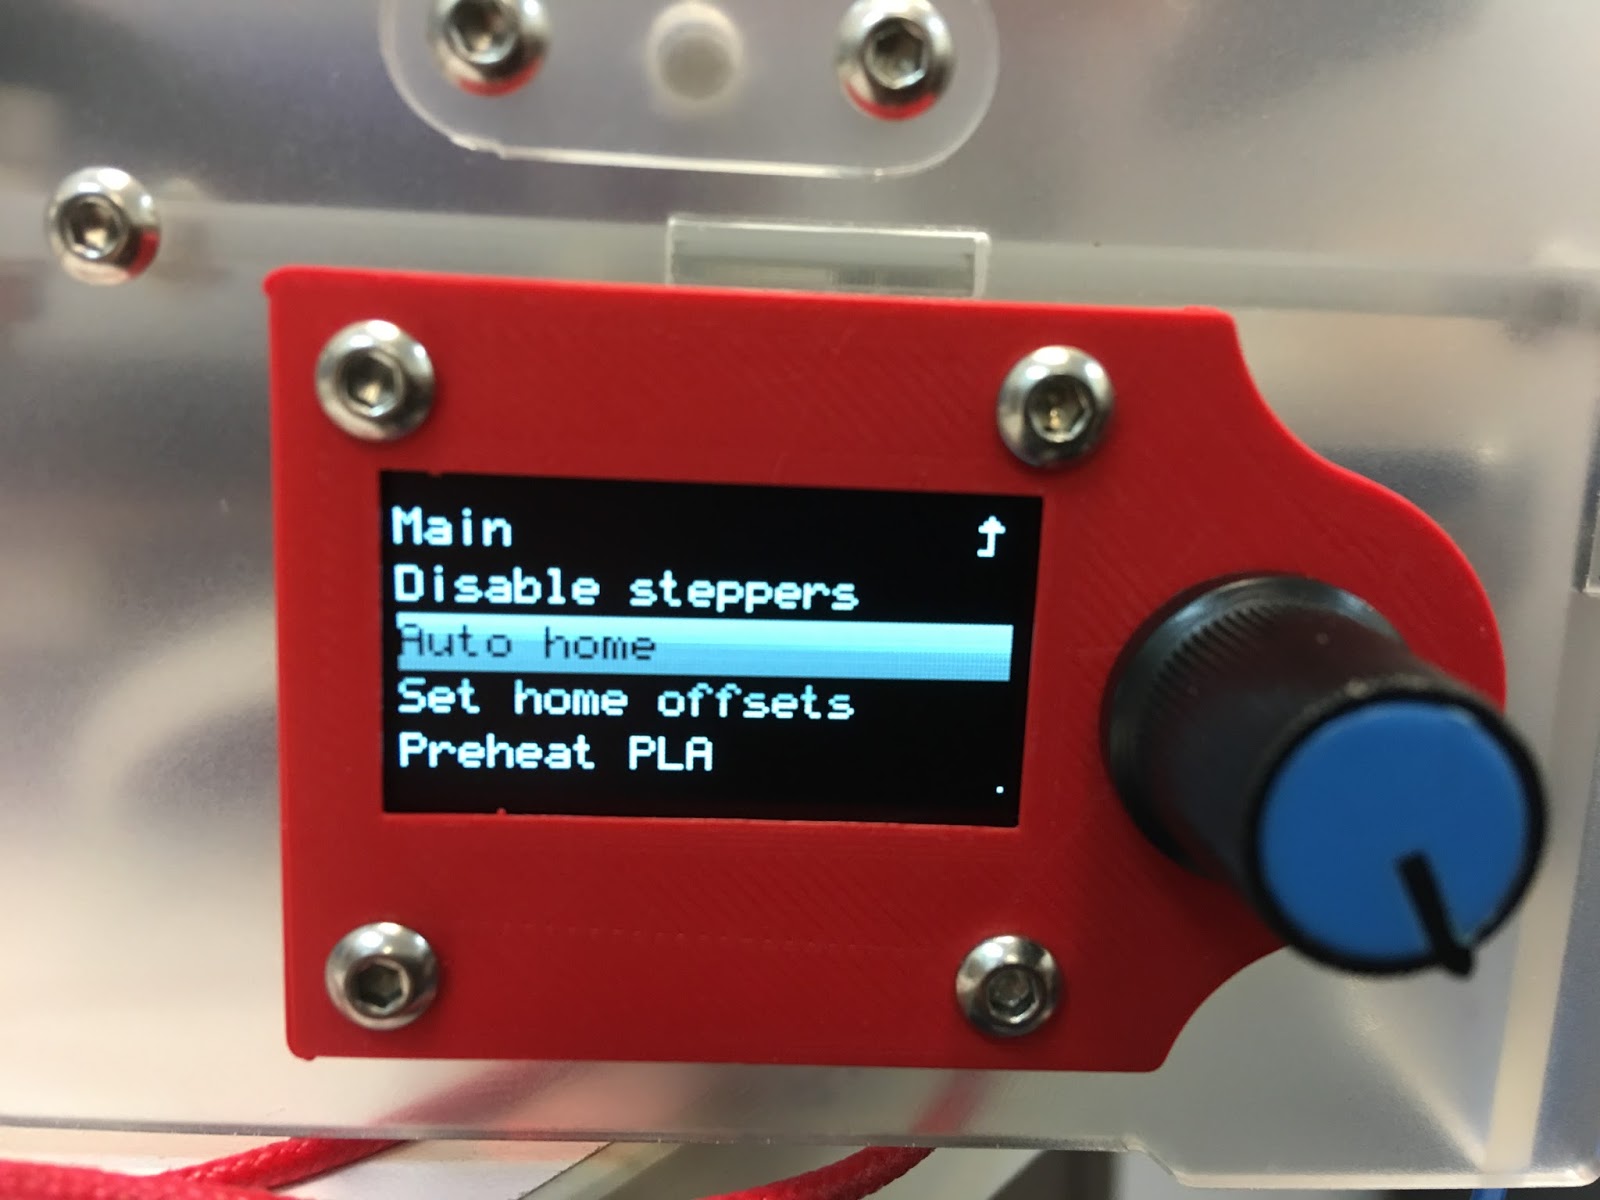 Main
Disable steppers
Auto home
Set home offsets
Preheat PLA